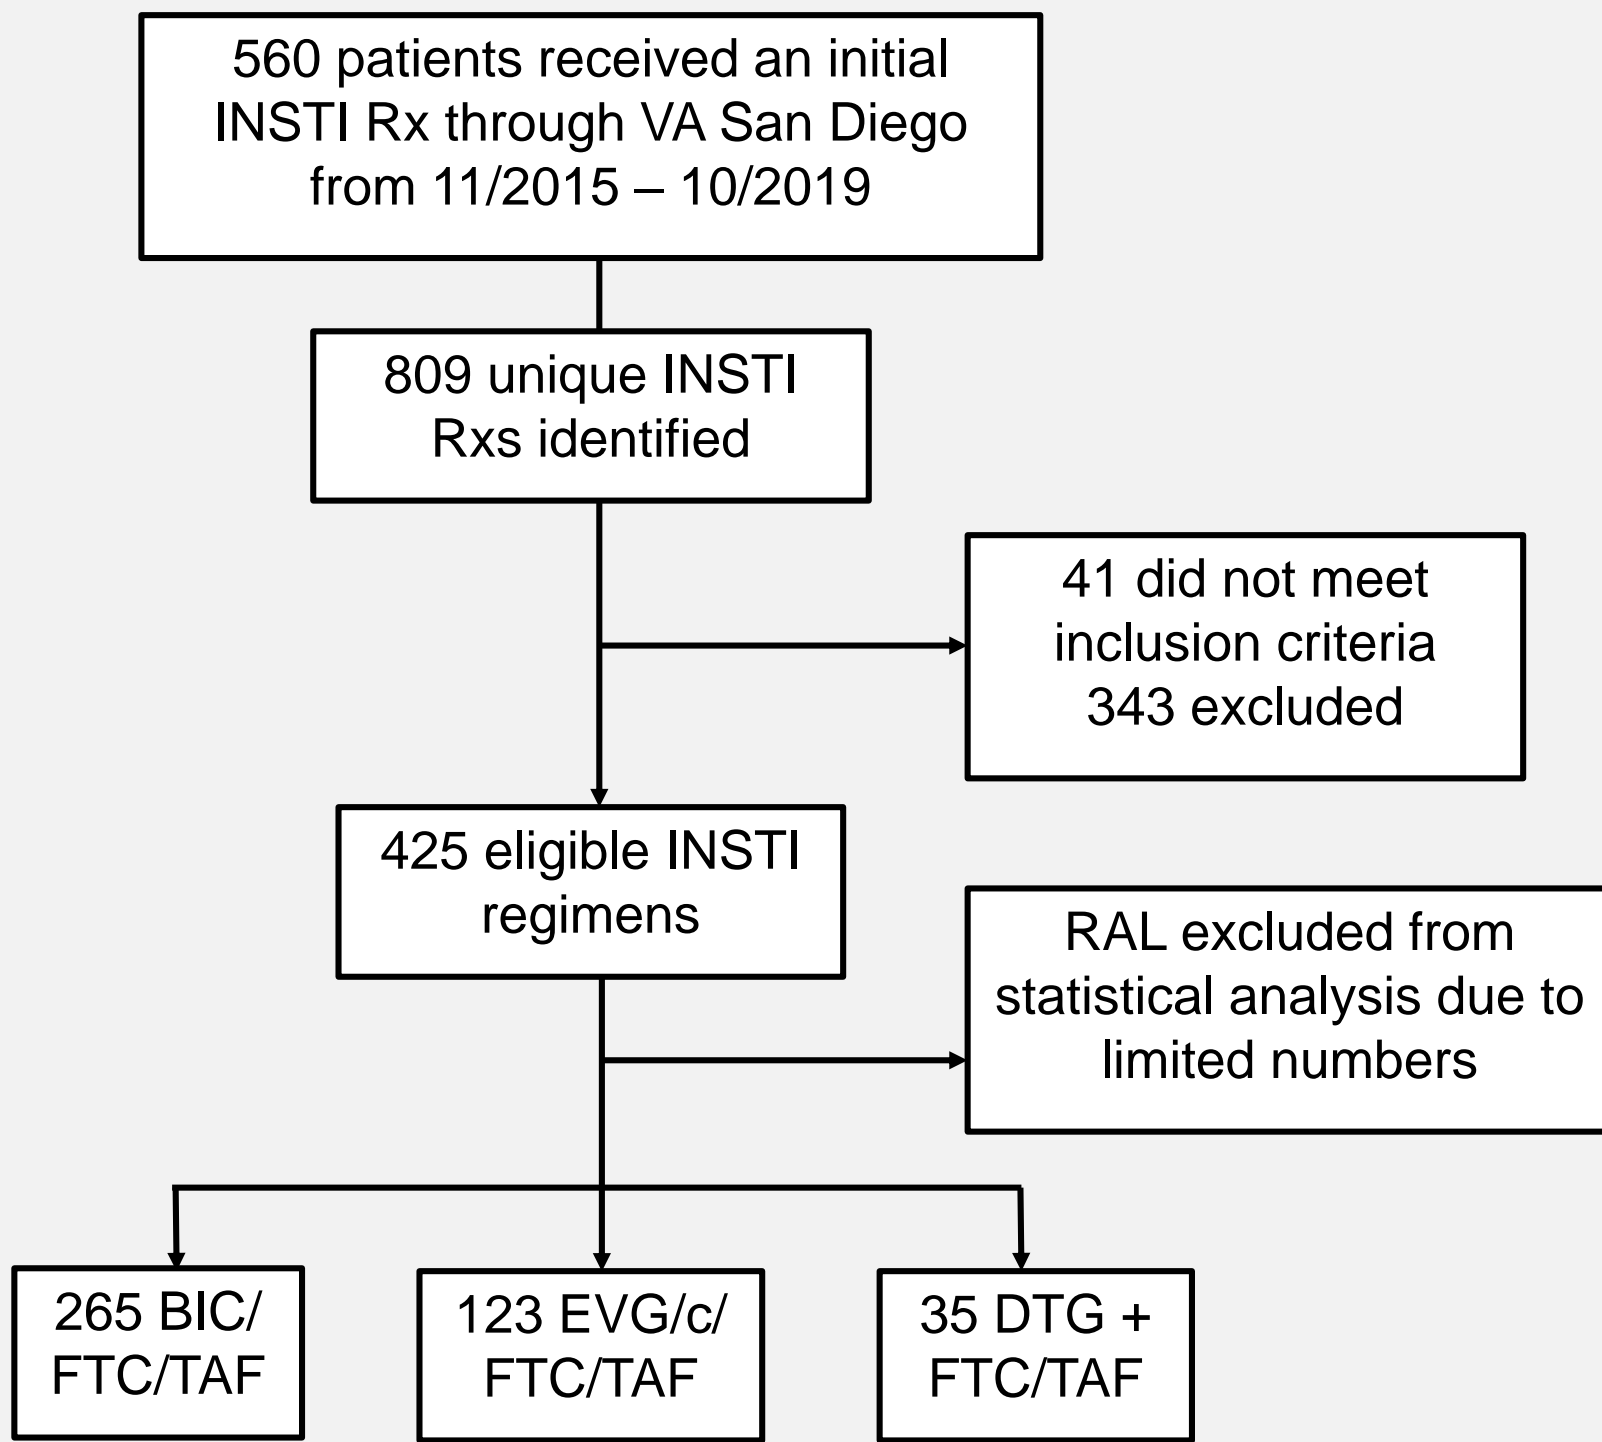 560 patients received an initial
INSTI Rx through VA San Diego
from 11/2015 – 10/2019
809 unique INSTI
Rxs identified
41 did not meet
inclusion criteria
343 excluded
425 eligible INSTI
regimens
RAL excluded from
statistical analysis due to
limited numbers
265 BIC/
FTC/TAF
123 EVG/c/
FTC/TAF
35 DTG +
FTC/TAF